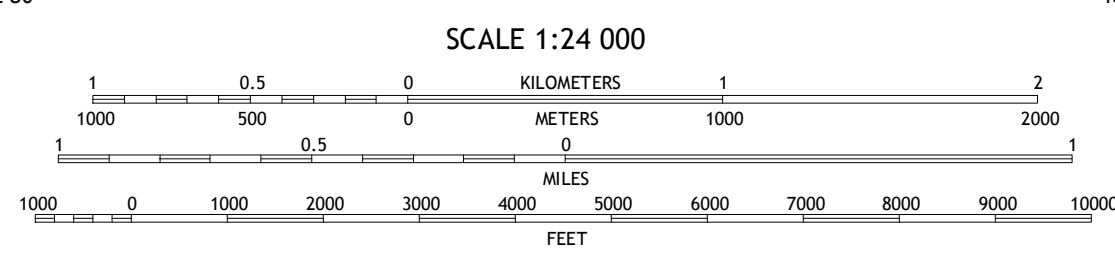 SCALE 1:24 000
1 0.5 0 KILOMETERS 1 2
1000 500 0 METERS 1000 2000
1 0.5 0 1
MILES
1000 0 1000 2000 3000 4000 5000 6000 7000 8000 9000 10000
FEET